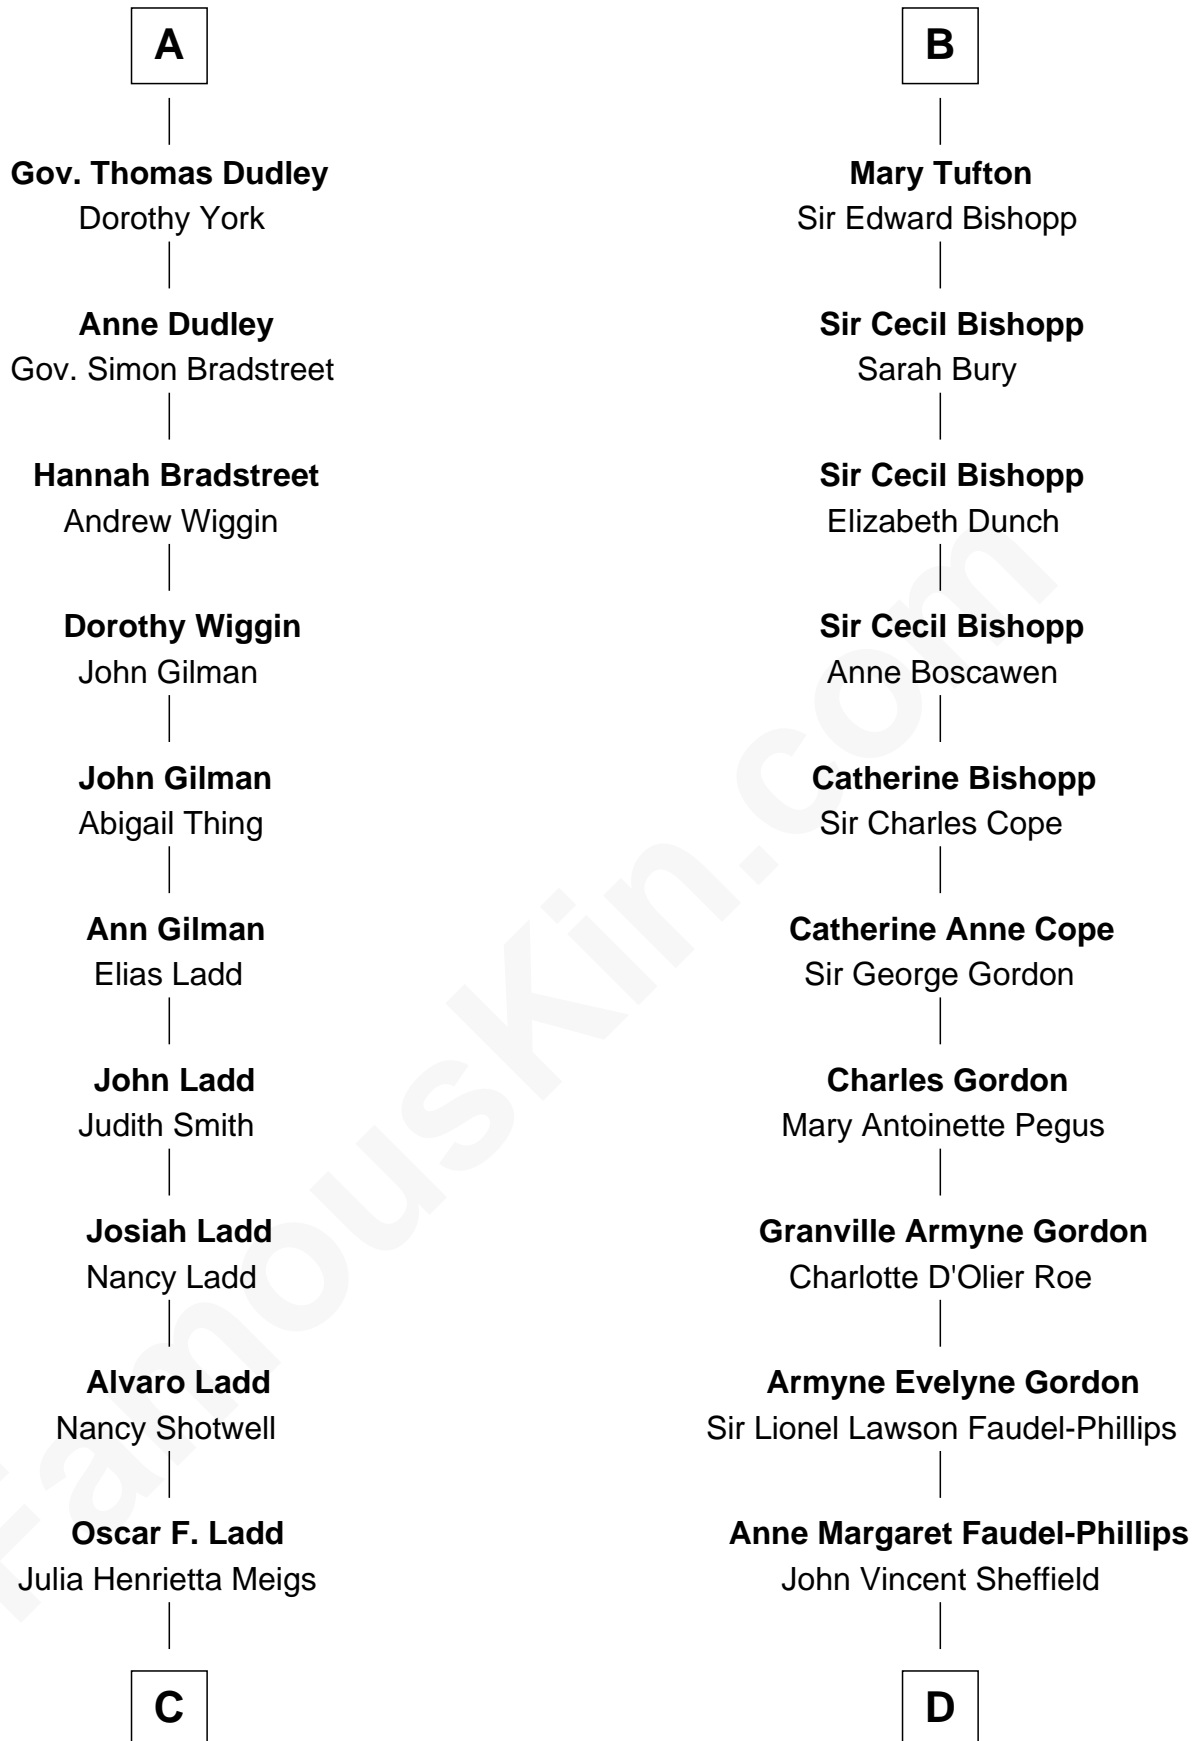 A
Gov. Thomas Dudley
Dorothy York
Anne Dudley
Gov. Simon Bradstreet
Hannah Bradstreet
Andrew Wiggin
Dorothy Wiggin
John Gilman
John Gilman
Abigail Thing
Ann Gilman
Elias Ladd
John Ladd
Judith Smith
Josiah Ladd
Nancy Ladd
Alvaro Ladd
Nancy Shotwell
Oscar F. Ladd
Julia Henrietta Meigs
C
B
Mary Tufton
Sir Edward Bishopp
Sir Cecil Bishopp
Sarah Bury
Sir Cecil Bishopp
Elizabeth Dunch
Sir Cecil Bishopp
Anne Boscawen
Catherine Bishopp
Sir Charles Cope
Catherine Anne Cope
Sir George Gordon
Charles Gordon
Mary Antoinette Pegus
Granville Armyne Gordon
Charlotte D'Olier Roe
Armyne Evelyne Gordon
Sir Lionel Lawson Faudel-Phillips
Anne Margaret Faudel-Phillips
John Vincent Sheffield
D
FamousKin.com